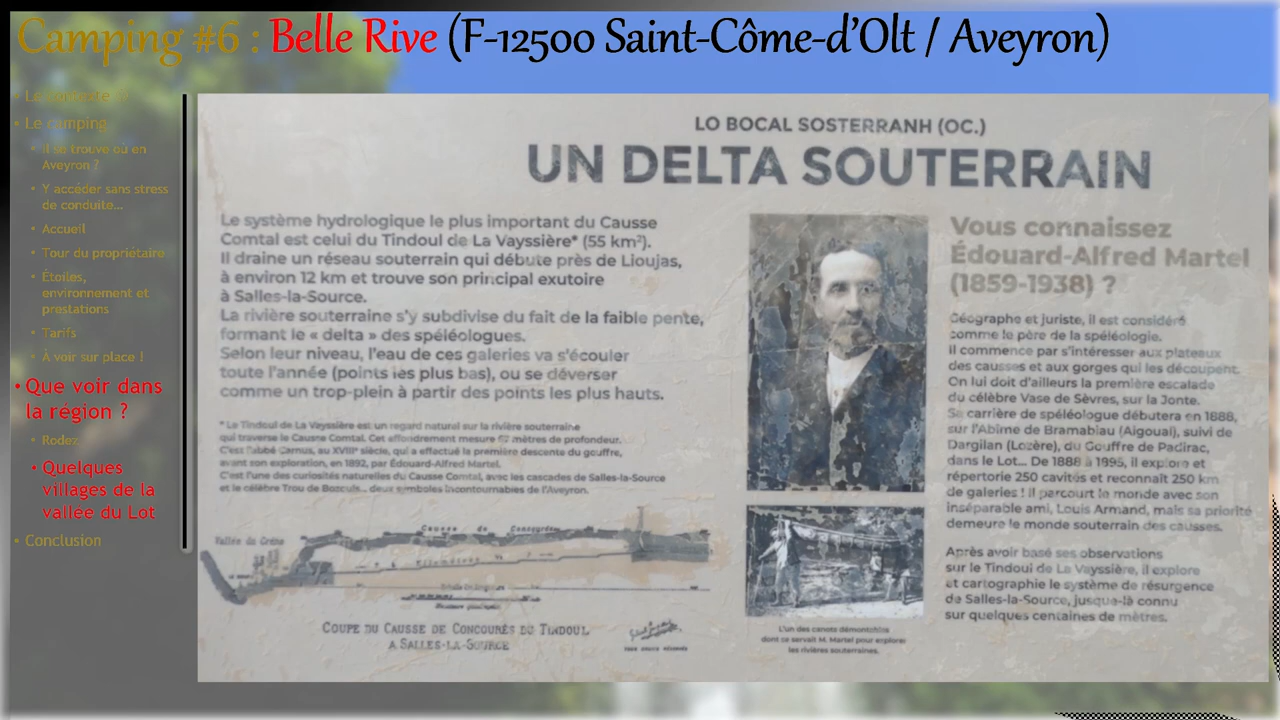 Camping #6 : Belle Rive (F-12500 Saint-Côme-d'Olt / Aveyron)
• Le camping
• Il se trouve où en
Aveyron ?
• Y accéder sans stress
de conduite...
• Accueil
• Tour du propriétaire
• Étoiles,
environnement et
prestations
• Tarifs
• À voir sur place !
• Que voir dans
la région ?
• Rodez
• Quelques
villages de la
vallée du Lot
• Conclusion
LO BOCAL SOSTERRANH (OC.)
UN DELTA SOUTERRAIN
Le système hydrologique le plus important du Causse
Comtal est celui du Tindoul de La Vayssière* (55 km²).
Il draine un réseau souterrain qui débute près de Lioujas,
à environ 12 km et trouve son principal exutoire
à Salles-la-Source.
La rivière souterraine s'y subdivise du fait de la faible pente,
formant le « delta » des spéléologues.
Selon leur niveau, l'eau de ces galeries va s'écouler
toute l'année (points les plus bas), ou se déverser
comme un trop-plein à partir des points les plus hauts.
* Le Tindoul de La Vayssière est un regard naturel sur la rivière souterraine
qui traverse le Causse Comtal. Cet effondrement mesure mètres de profondeur.
C'est l'abbé Carnus, au XVIIIᵉ siècle, qui a effectué la première descente du gouffre,
avant son exploration, en 1892, par Édouard-Alfred Martel.
C'est l'une des curiosités naturelles du Causse Comtal, avec les cascades de Salles-la-Source
et le célèbre Trou de Bozouls... deux symboles incontournables de l'Aveyron.
Causse de Concourès
Vallée du Créne
Kilomètres
COUPE DU CAUSSE DE CONCOURÈS DU TINDOUL
A SALLES-LA-SOURCE
TOUS DROITS RÉSERVÉS
L'un des canots démontables
dont se servait M. Martel pour explorer
les rivières souterraines.
Vous connaissez
Édouard-Alfred Martel
(1859-1938) ?
Géographe et juriste, il est considéré
comme le père de la spéléologie.
Il commence par s'intéresser aux plateaux
des causses et aux gorges qui les découpent.
On lui doit d'ailleurs la première escalade
du célèbre Vase de Sèvres, sur la Jonte.
Sa carrière de spéléologue débutera en 1888,
sur l'Abîme de Bramabiau (Aigoual), suivi de
Dargilan (Lozère), du Gouffre de Padirac,
dans le Lot... De 1888 à 1895, il explore et
répertorie 250 cavités et reconnaît 250 km
de galeries ! Il parcourt le monde avec son
inséparable ami, Louis Armand, mais sa priorité
demeure le monde souterrain des causses.
Après avoir basé ses observations
sur le Tindoul de La Vayssière, il explore
et cartographie le système de résurgence
de Salles-la-Source, jusque-là connu
sur quelques centaines de mètres.